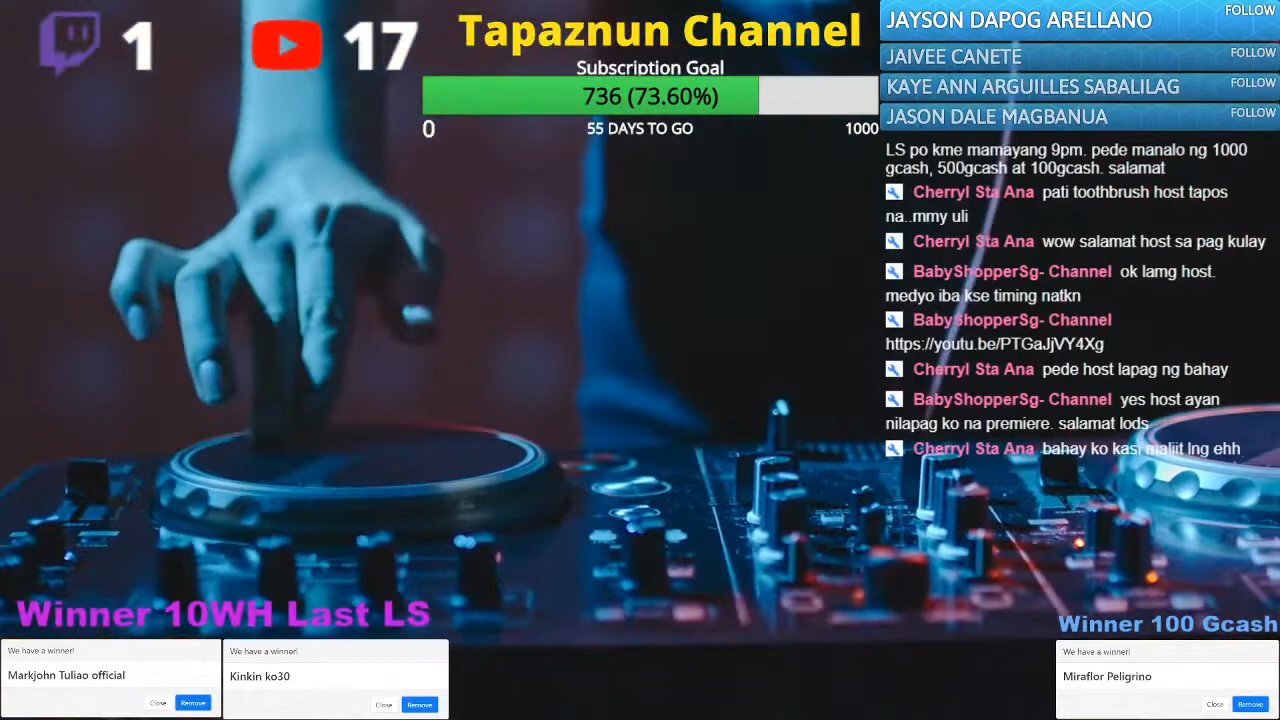 1
17
Tapaznun Channel
Subscription Goal
736 (73.60%)
0
55 DAYS TO GO
1000
JAYSON DAPOG ARELLANO
FOLLOW
JAIVEE CANETE
FOLLOW
KAYE ANN ARGUILLES SABALILAG
FOLLOW
JASON DALE MAGBANUA
FOLLOW
LS po kme mamayang 9pm. pede manalo ng 1000
gcash, 500gcash at 100gcash. salamat
Cherryl Sta Ana pati toothbrush host tapos
na..mmy uli
Cherryl Sta Ana wow salamat host sa pag kulay
BabyShopperSg- Channel ok lamg host.
medyo iba kse timing natkn
BabyShopperSg- Channel
https://youtu.be/PTGaJjVY4Xg
Cherryl Sta Ana pede host lapag ng bahay
BabyShopperSg- Channel yes host ayan
nilapag ko na premiere. salamat lods
Cherryl Sta Ana bahay ko kasi maliit lng ehh
Winner 10WH Last LS
We have a winner!
Markjohn Tuliao official
Close
Remove
We have a winner!
Kinkin ko30
Close
Remove
Winner 100 Gcash
We have a winner!
Miraflor Peligrino
Close
Remove